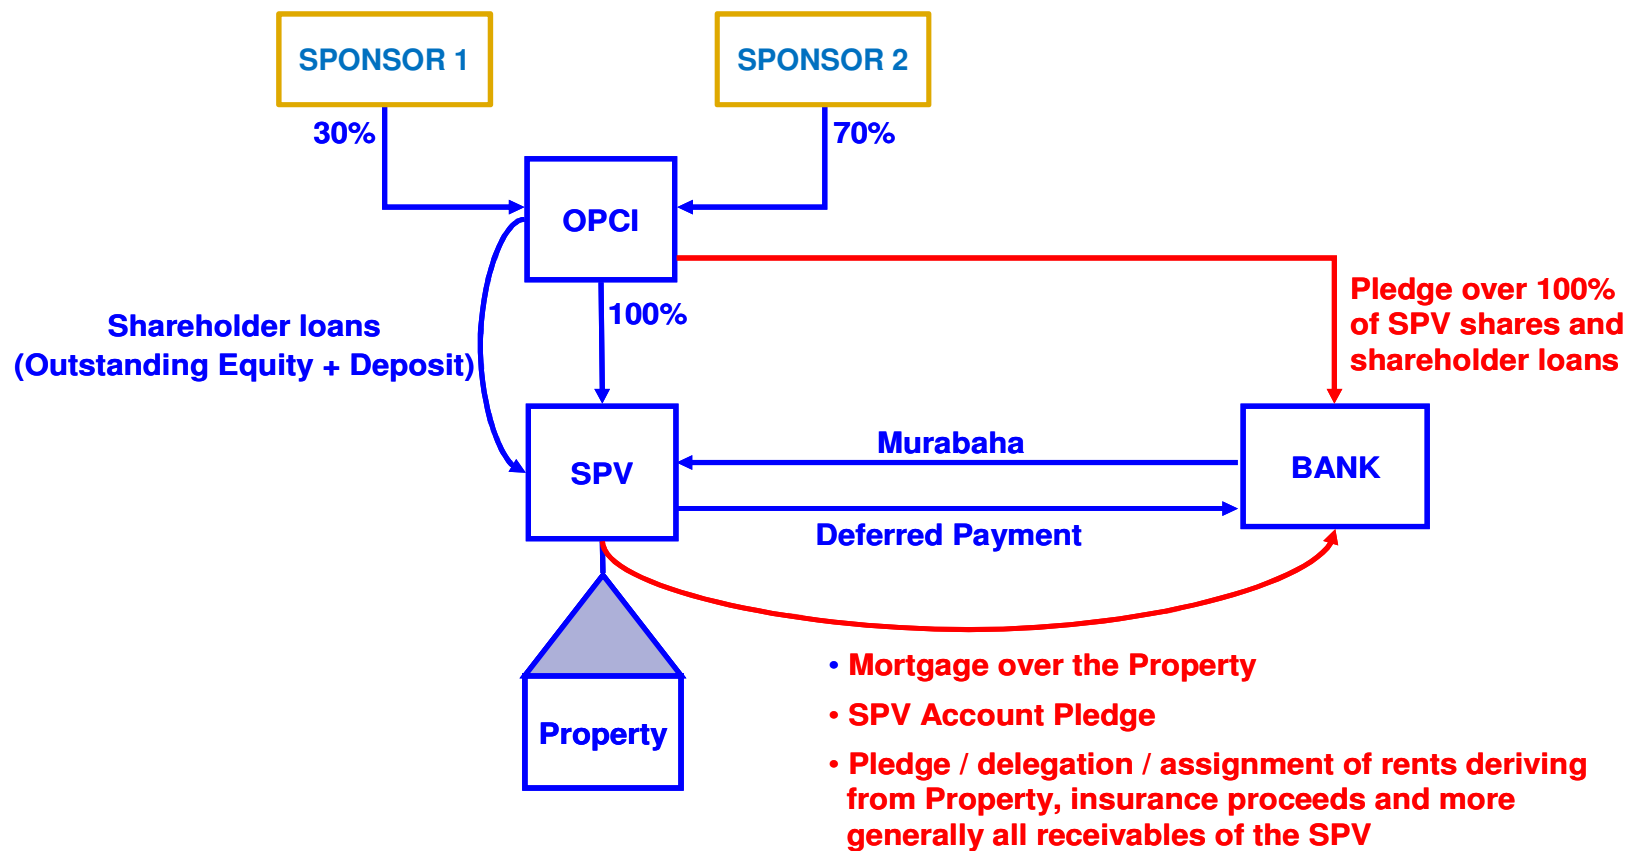 SPONSOR 1
SPONSOR 2
30%
70%
OPCI
100%
Shareholder loans
(Outstanding Equity + Deposit)
Pledge over 100%
of SPV shares and
shareholder loans
Murabaha
SPV
BANK
Deferred Payment
Property
• Mortgage over the Property
• SPV Account Pledge
• Pledge / delegation / assignment of rents deriving
from Property, insurance proceeds and more
generally all receivables of the SPV